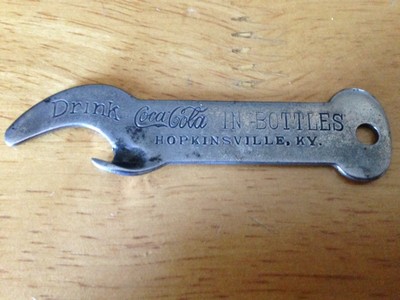 Drink Coca-Cola IN BOTTLES
HOPKINSVILLE, KY.